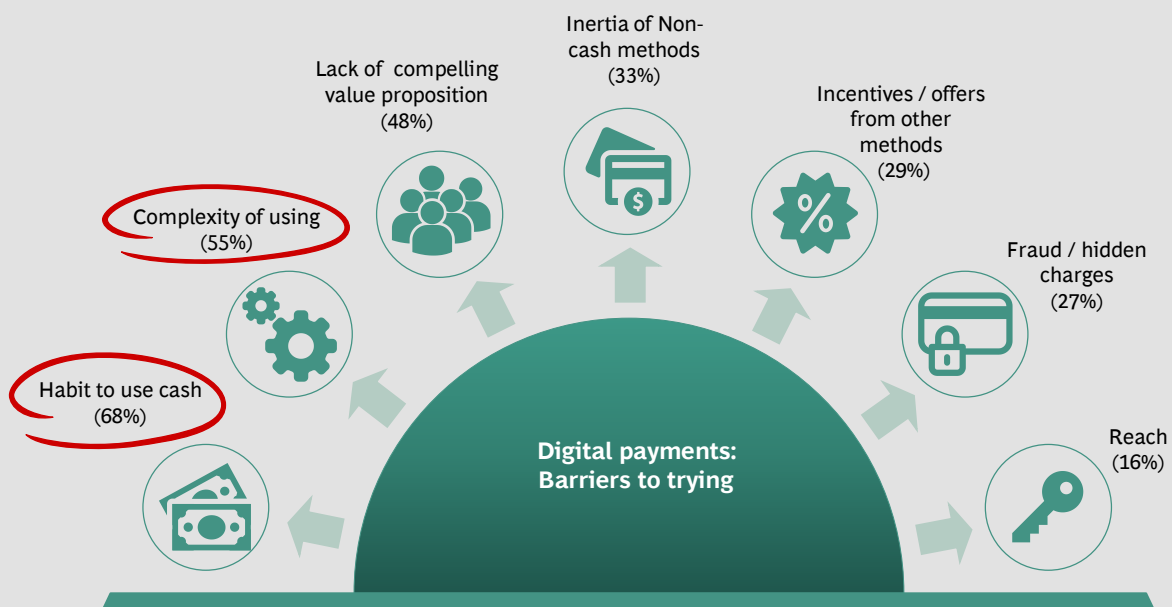 Inertia of Non-
cash methods
(33%)
Lack of compelling
value proposition
(48%)
Incentives / offers
from other
methods
(29%)
Complexity of using
(55%)
$
%
Fraud / hidden
charges
(27%)
Habit to use cash
(68%)
Digital payments:
Barriers to trying
Reach
(16%)